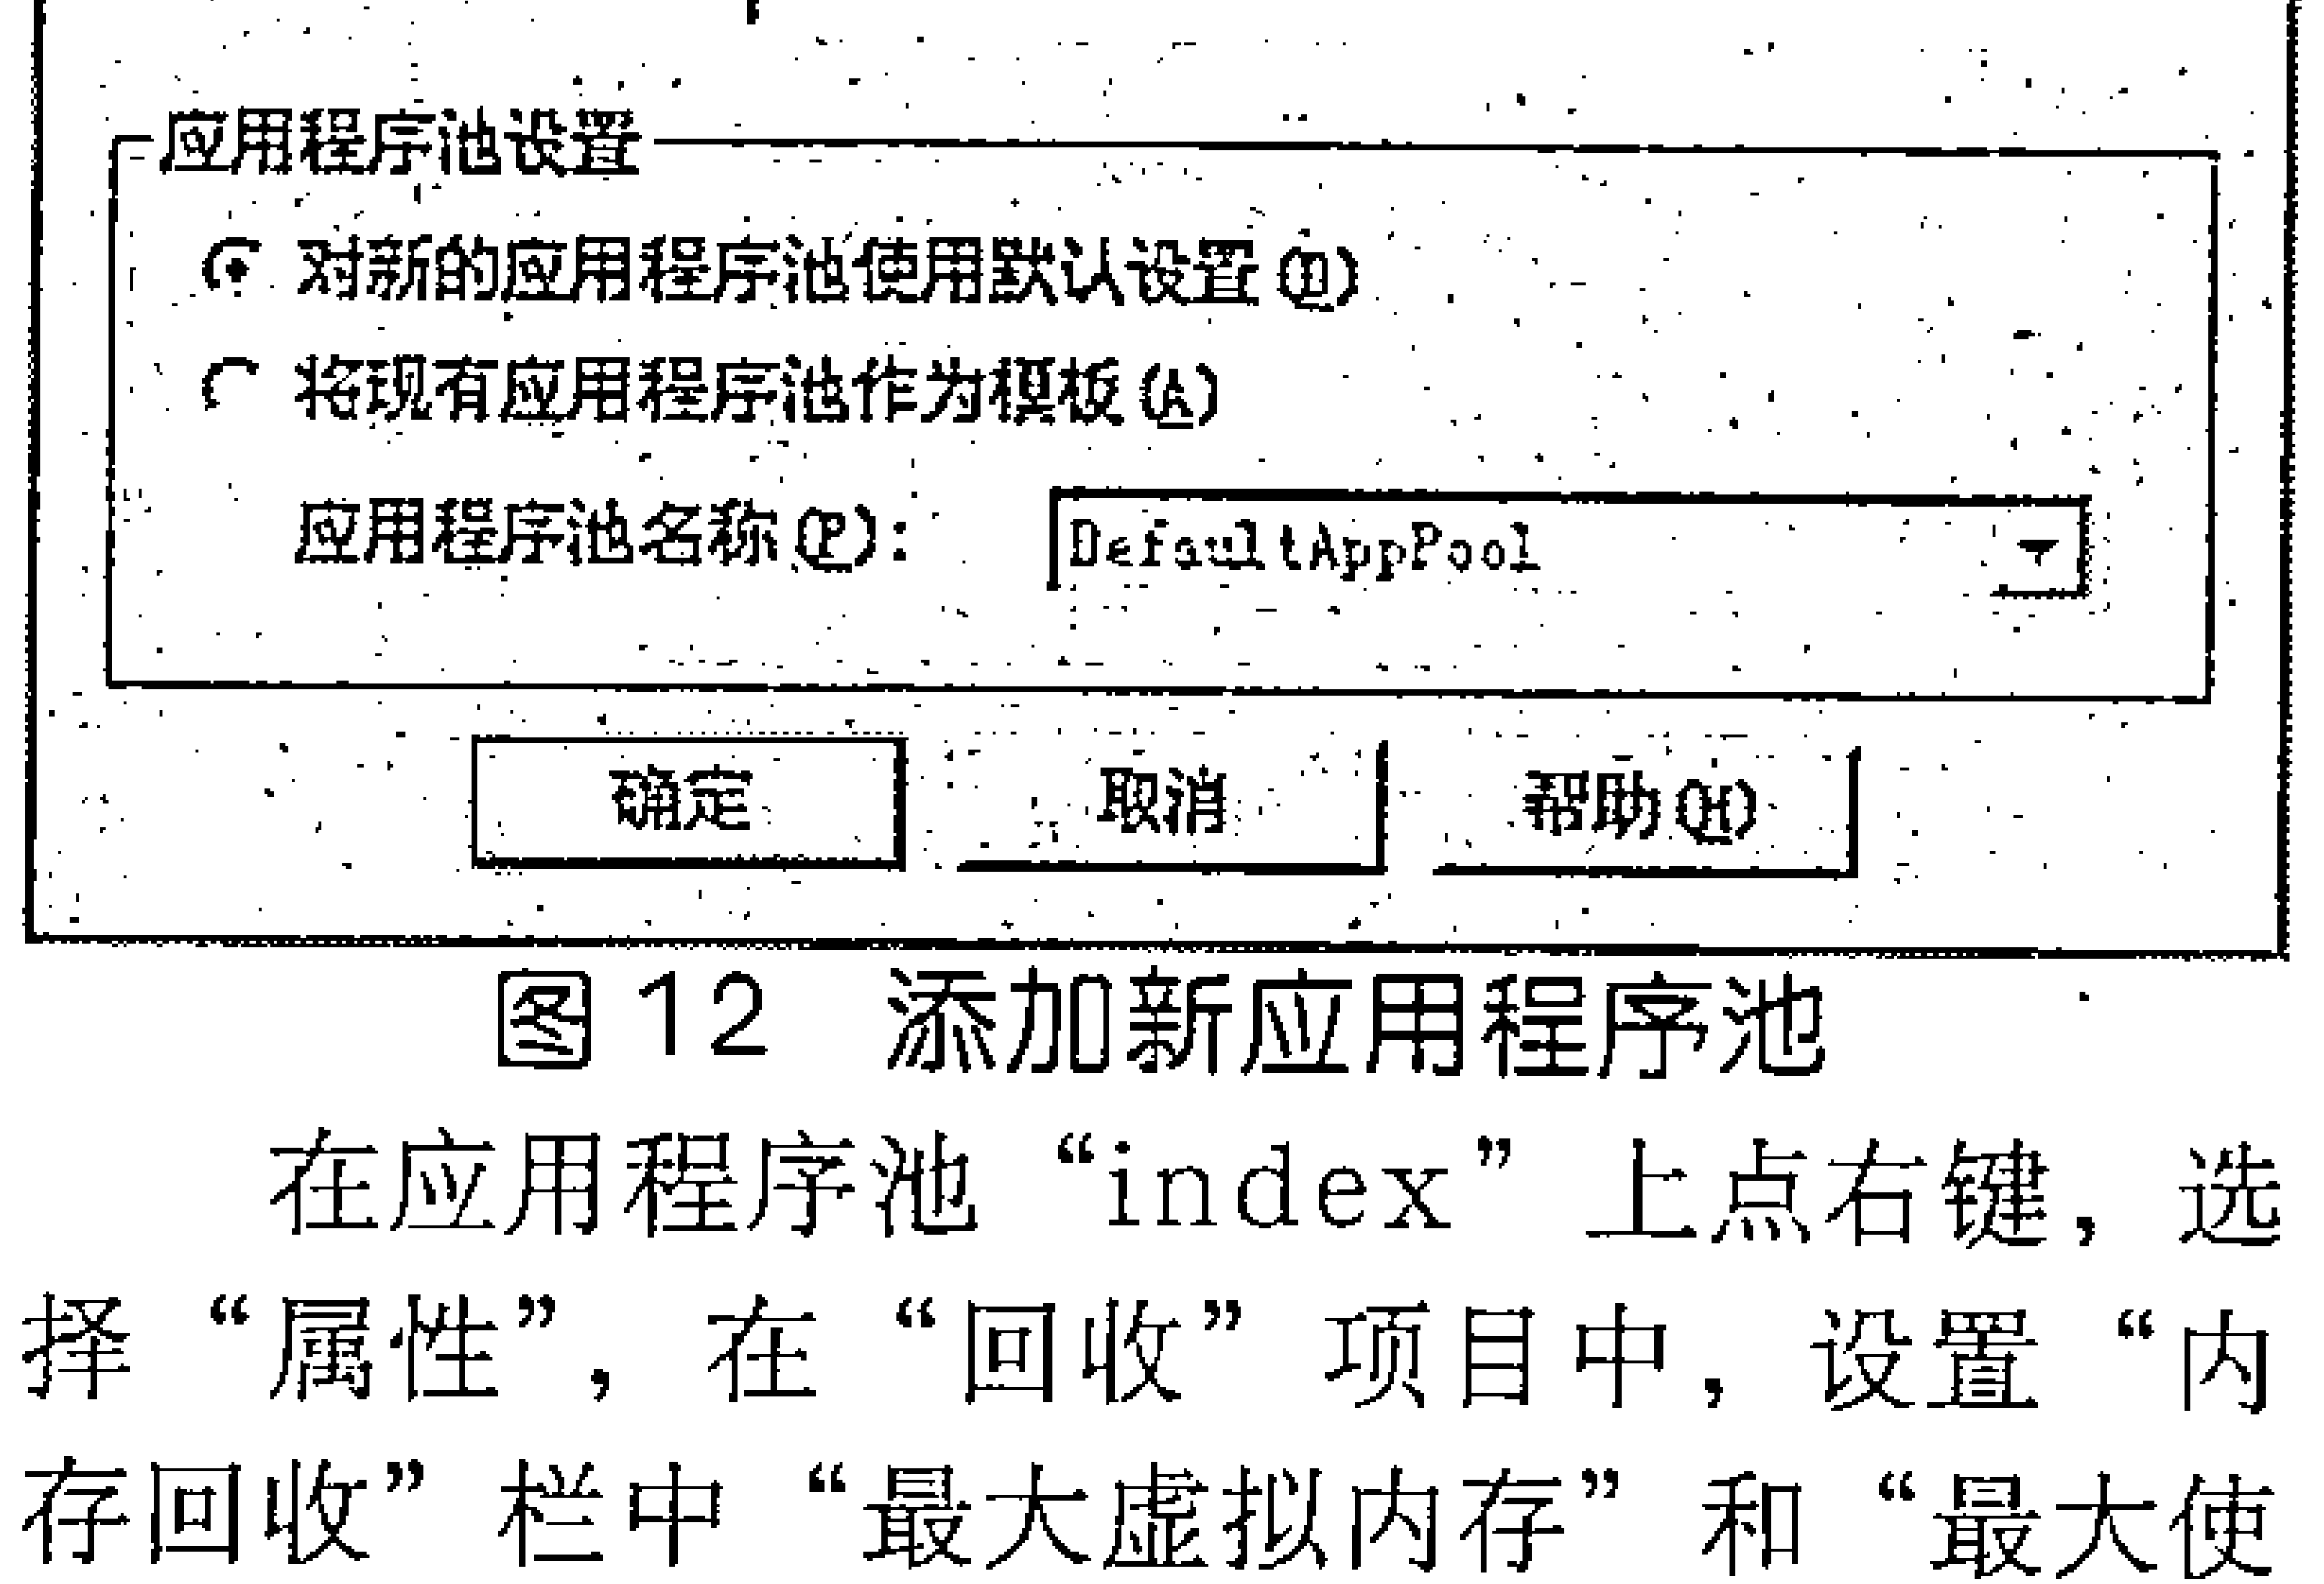 应用程序池设置
对新的应用程序池使用默认设置(D)
将现有应用程序池作为模板(A)
应用程序池名称(P): DefaultAppPool
确定 取消 帮助(H)
图12 添加新应用程序池
在应用程序池“index”上点右键,选
择“属性”,在“回收”项目中,设置“内
存回收”栏中“最大虚拟内存”和“最大使